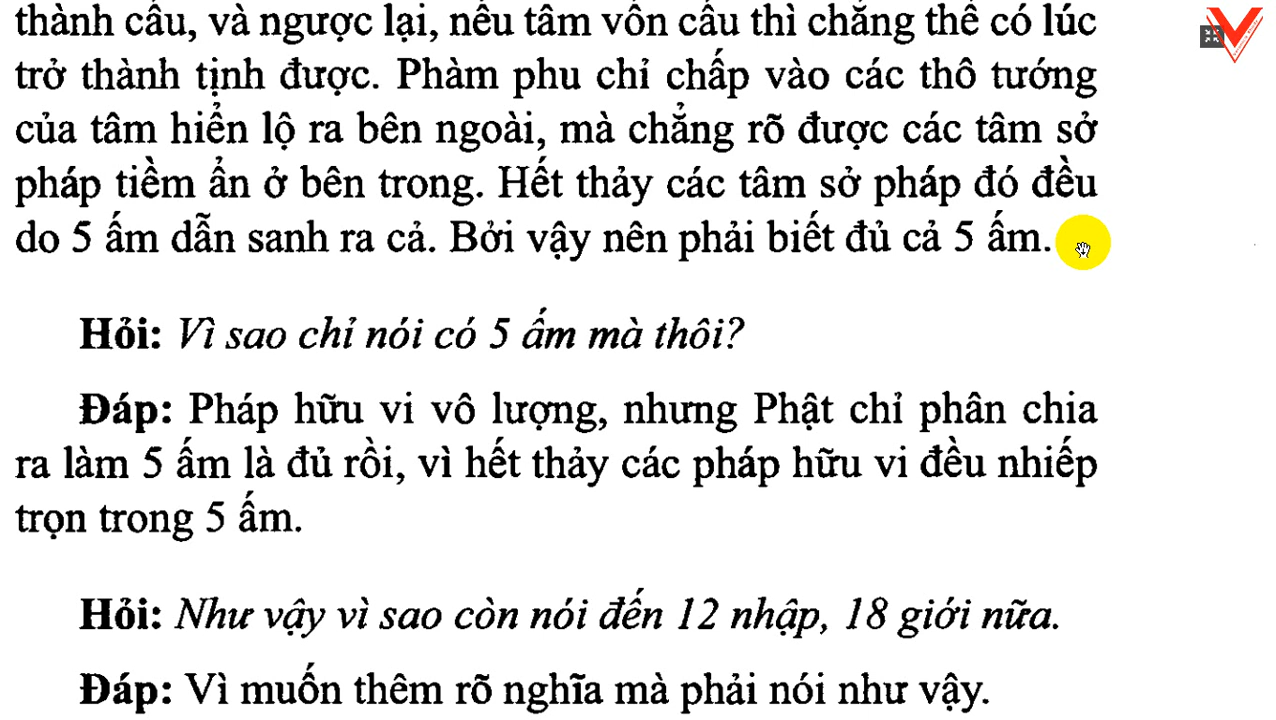 thành cấu, và ngược lại, nếu tâm vốn cấu thì chẳng thể có lúc
trở thành tịnh được. Phàm phu chỉ chấp vào các thô tướng
của tâm hiển lộ ra bên ngoài, mà chẳng rõ được các tâm sở
pháp tiềm ẩn ở bên trong. Hết thảy các tâm sở pháp đó đều
do 5 ấm dẫn sanh ra cả. Bởi vậy nên phải biết đủ cả 5 ấm.
Hỏi: Vì sao chỉ nói có 5 ấm mà thôi?
Đáp: Pháp hữu vi vô lượng, nhưng Phật chỉ phân chia
ra làm 5 ấm là đủ rồi, vì hết thảy các pháp hữu vi đều nhiếp
trọn trong 5 ấm.
Hỏi: Như vậy vì sao còn nói đến 12 nhập, 18 giới nữa.
Đáp: Vì muốn thêm rõ nghĩa mà phải nói như vậy.